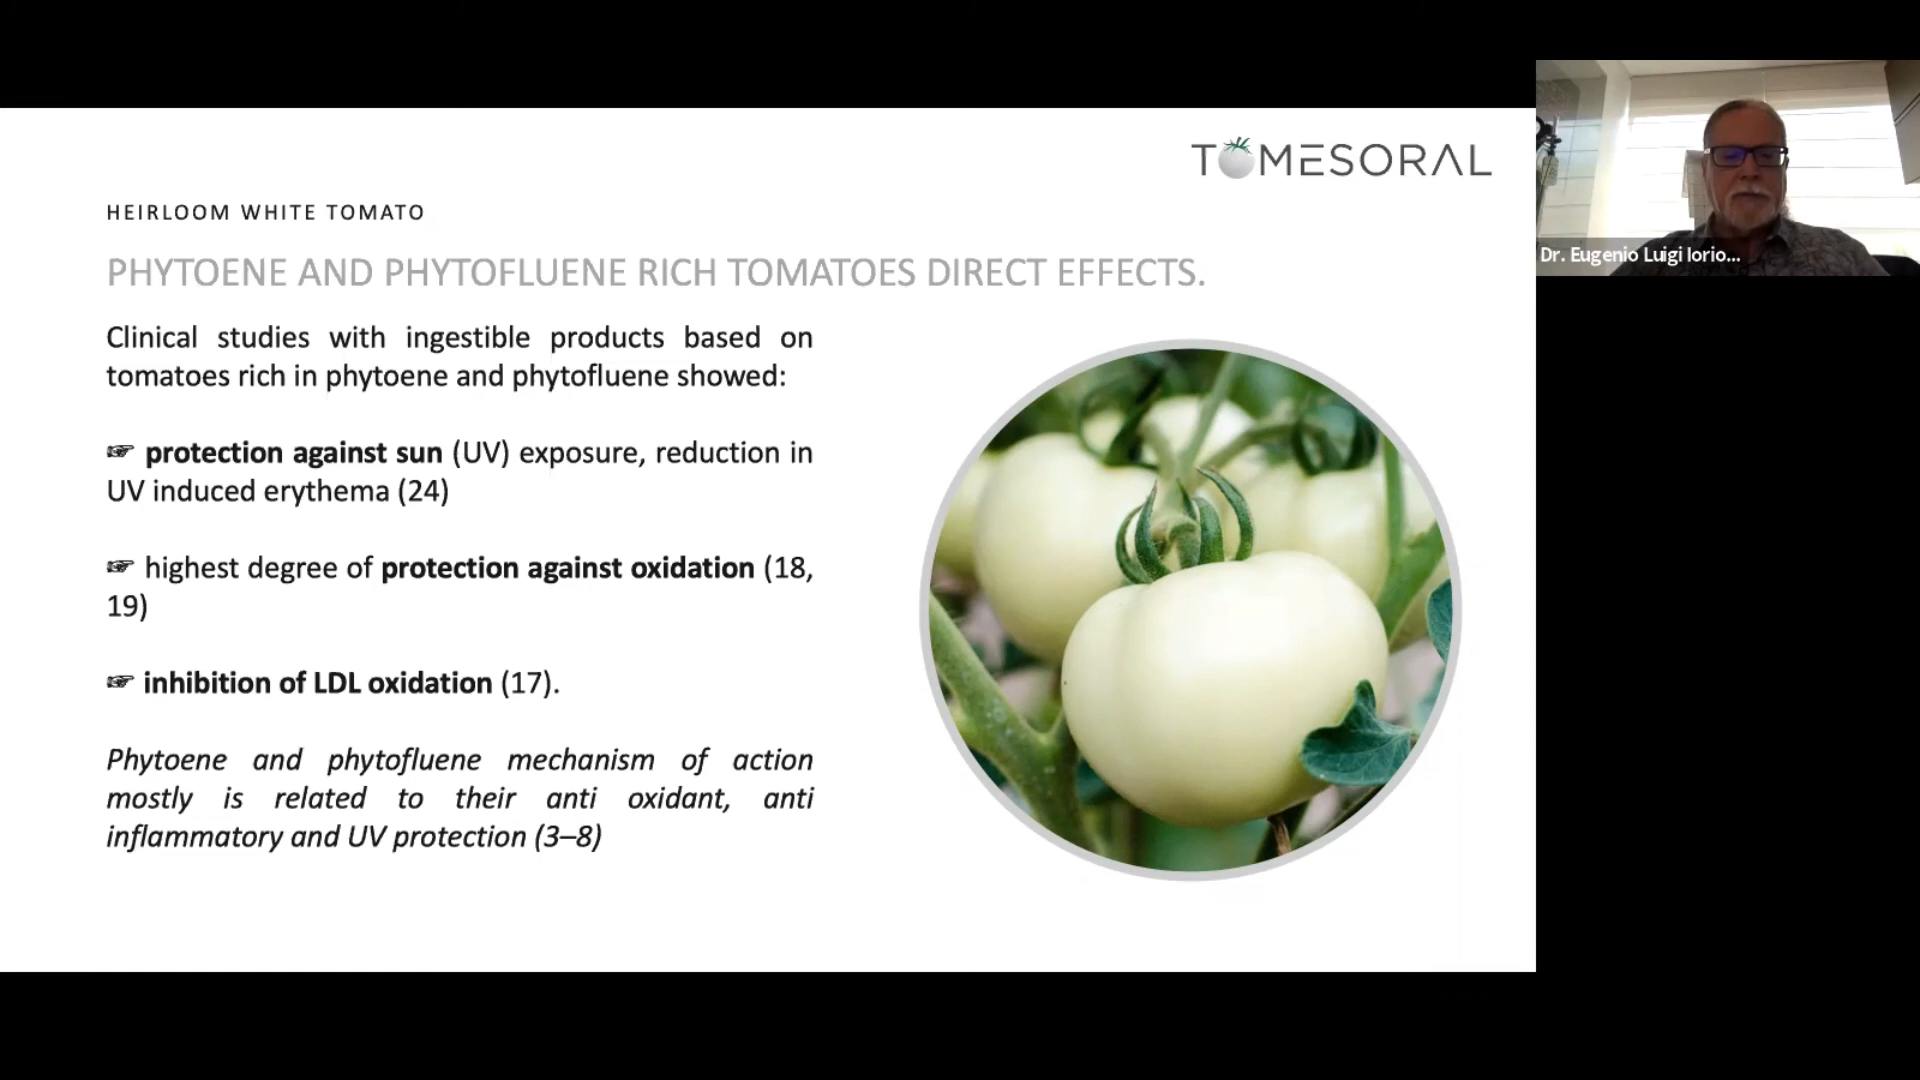 TOMESORAL
HEIRLOOM WHITE TOMATO
PHYTOENE AND PHYTOFLUENE RICH TOMATOES DIRECT EFFECTS.
Clinical studies with ingestible products based on
tomatoes rich in phytoene and phytofluene showed:
☞ protection against sun (UV) exposure, reduction in
UV induced erythema (24)
☞ highest degree of protection against oxidation (18,
19)
☞ inhibition of LDL oxidation (17).
Phytoene and phytofluene mechanism of action
mostly is related to their anti oxidant, anti
inflammatory and UV protection (3–8)
Dr. Eugenio Luigi Iorio...